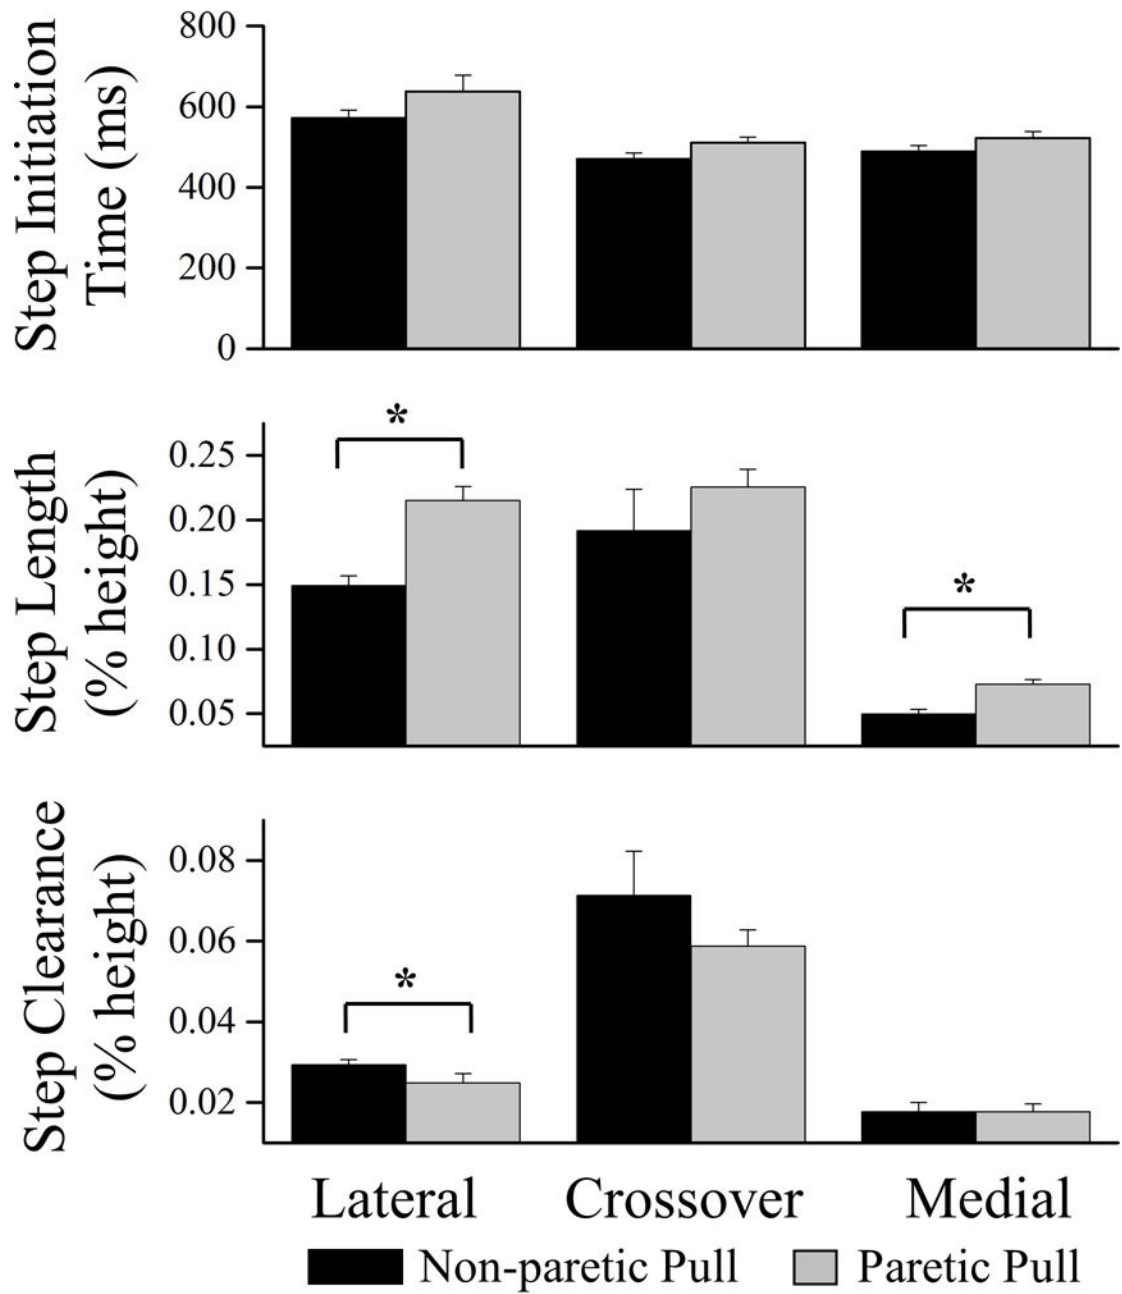 Step Initiation
Time (ms)
800
600
400
200
0
Step Length
(% height)
*
*
0.25
0.20
0.15
0.10
0.05
Step Clearance
(% height)
*
0.08
0.06
0.04
0.02
Lateral Crossover Medial
Non-paretic Pull Paretic Pull